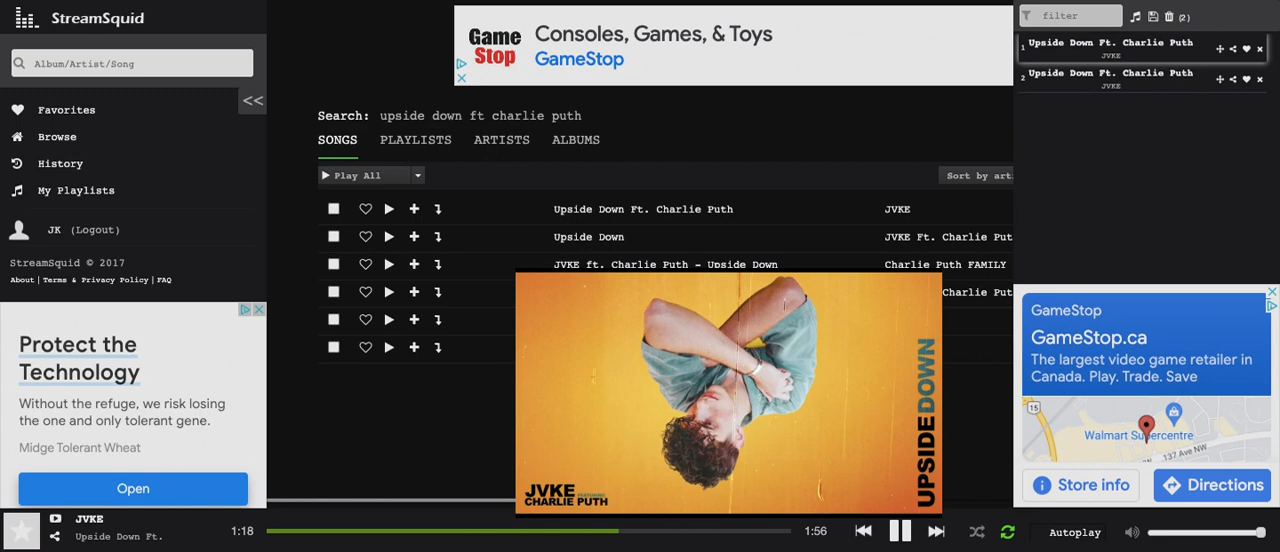 StreamSquid
Album/Artist/Song
<<
Favorites
Browse
History
My Playlists
JK (Logout)
StreamSquid © 2017
About | Terms & Privacy Policy | FAQ
Protect the
Technology
Without the refuge, we risk losing
the one and only tolerant gene.
Midge Tolerant Wheat
Open
Game
Stop
Consoles, Games, & Toys
GameStop
Search: upside down ft charlie puth
SONGS PLAYLISTS ARTISTS ALBUMS
Play All
Sort by arti
Upside Down Ft. Charlie Puth JVKE
Upside Down JVKE Ft. Charlie Put
JVKE ft. Charlie Puth - Upside Down Charlie Puth FAMILY
Charlie Put
UPSIDE DOWN
JVKE
CHARLIE PUTH
filter
(2)
1 Upside Down Ft. Charlie Puth
JVKE
2 Upside Down Ft. Charlie Puth
JVKE
GameStop
GameStop.ca
The largest video game retailer in
Canada. Play. Trade. Save
15
Walmart Supercentre
137 Ave NW
Store info
Directions
JVKE
Upside Down Ft.
1:18
1:56
Autoplay